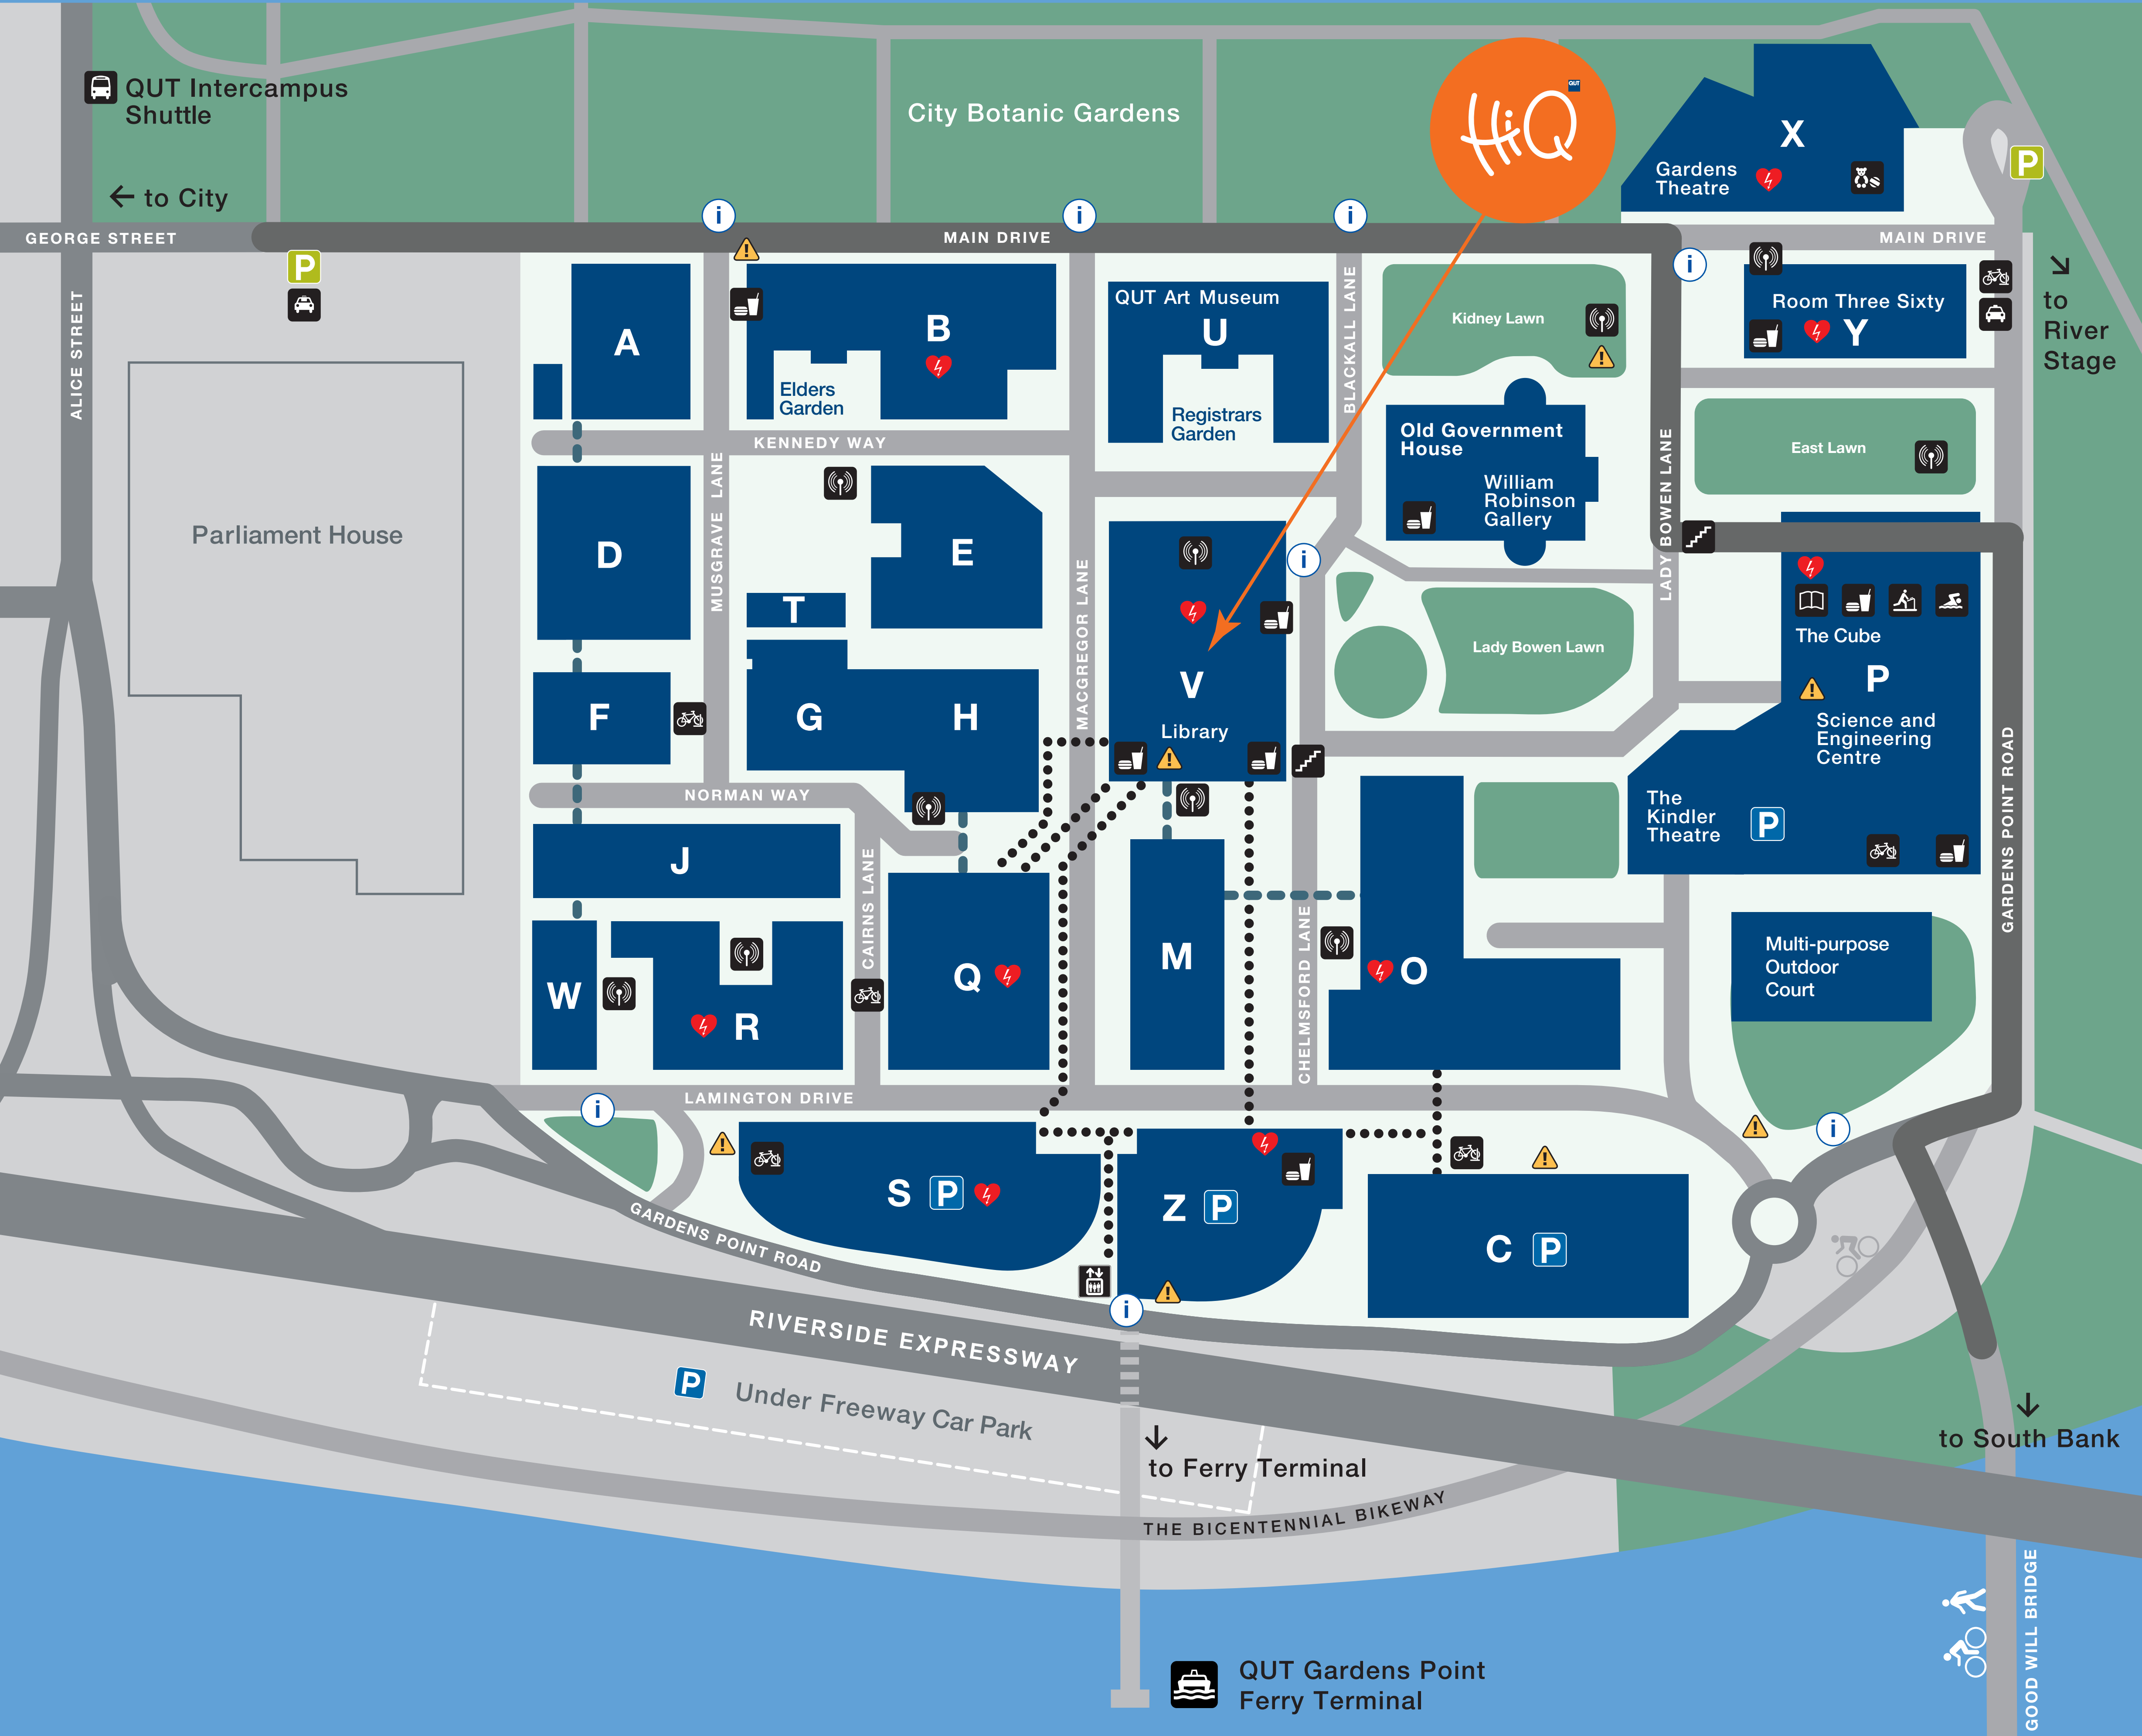 QUT Intercampus
Shuttle
← to City
City Botanic Gardens
QUT
HiQ
X
Gardens
Theatre
P
GEORGE STREET
MAIN DRIVE
MAIN DRIVE
P
ALICE STREET
A
B
Elders
Garden
QUT Art Museum
U
Registrars
Garden
BLACKALL LANE
Kidney Lawn
Room Three Sixty
Y
↘
to
River
Stage
KENNEDY WAY
Old Government
House
William
Robinson
Gallery
LADY BOWEN LANE
East Lawn
Parliament House
D
MUSGRAVE LANE
E
T
MACGREGOR LANE
V
Library
Lady Bowen Lawn
The Cube
P
Science and
Engineering
Centre
The
Kindler
Theatre
P
GARDENS POINT ROAD
F
G
H
NORMAN WAY
J
CAIRNS LANE
W
R
Q
M
CHELMSFORD LANE
O
Multi-purpose
Outdoor
Court
LAMINGTON DRIVE
S
P
Z
P
C
P
GARDENS POINT ROAD
RIVERSIDE EXPRESSWAY
P
Under Freeway Car Park
↓
to Ferry Terminal
↓
to South Bank
THE BICENTENNIAL BIKEWAY
GOOD WILL BRIDGE
QUT Gardens Point
Ferry Terminal
i
i
i
i
i
i
i
i